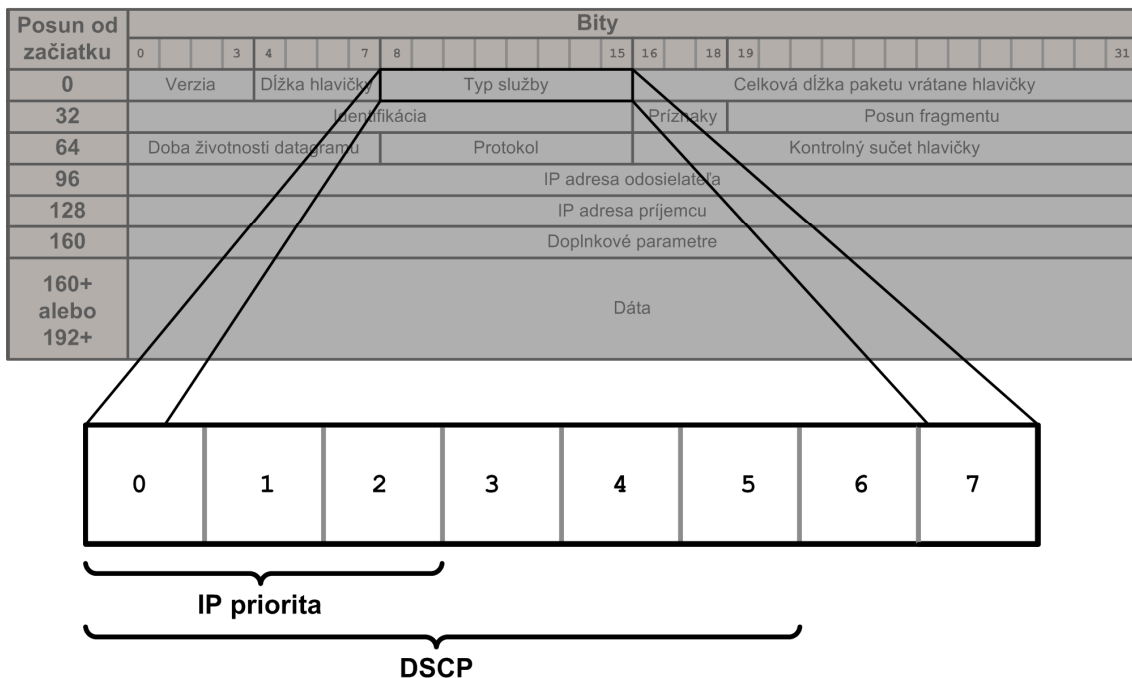 Posun od
začiatku
Bity
0 3 4 7 8 15 16 18 19 31
0 Verzia Dĺžka hlavičky Typ služby Celková dĺžka paketu vrátane hlavičky
32 Identifikácia Príznaky Posun fragmentu
64 Doba životnosti datagramu Protokol Kontrolný sučet hlavičky
96 IP adresa odosielateľa
128 IP adresa príjemcu
160 Doplnkové parametre
160+
alebo
192+
Dáta
0 1 2 3 4 5 6 7
IP priorita
DSCP